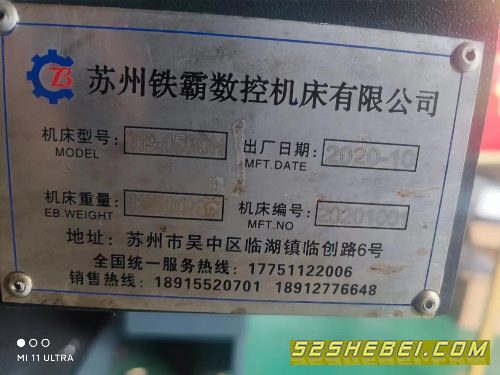 TB
苏州铁霸数控机床有限公司
机床型号:
MODEL
出厂日期: 2020-10
MFT.DATE
机床重量:
EB.WEIGHT
机床编号: 20201001
MFT.NO
地址: 苏州市吴中区临湖镇临创路6号
全国统一服务热线: 17751122006
销售热线: 18915520701 18912776648
MI 11 ULTRA
52SHEBEI.COM